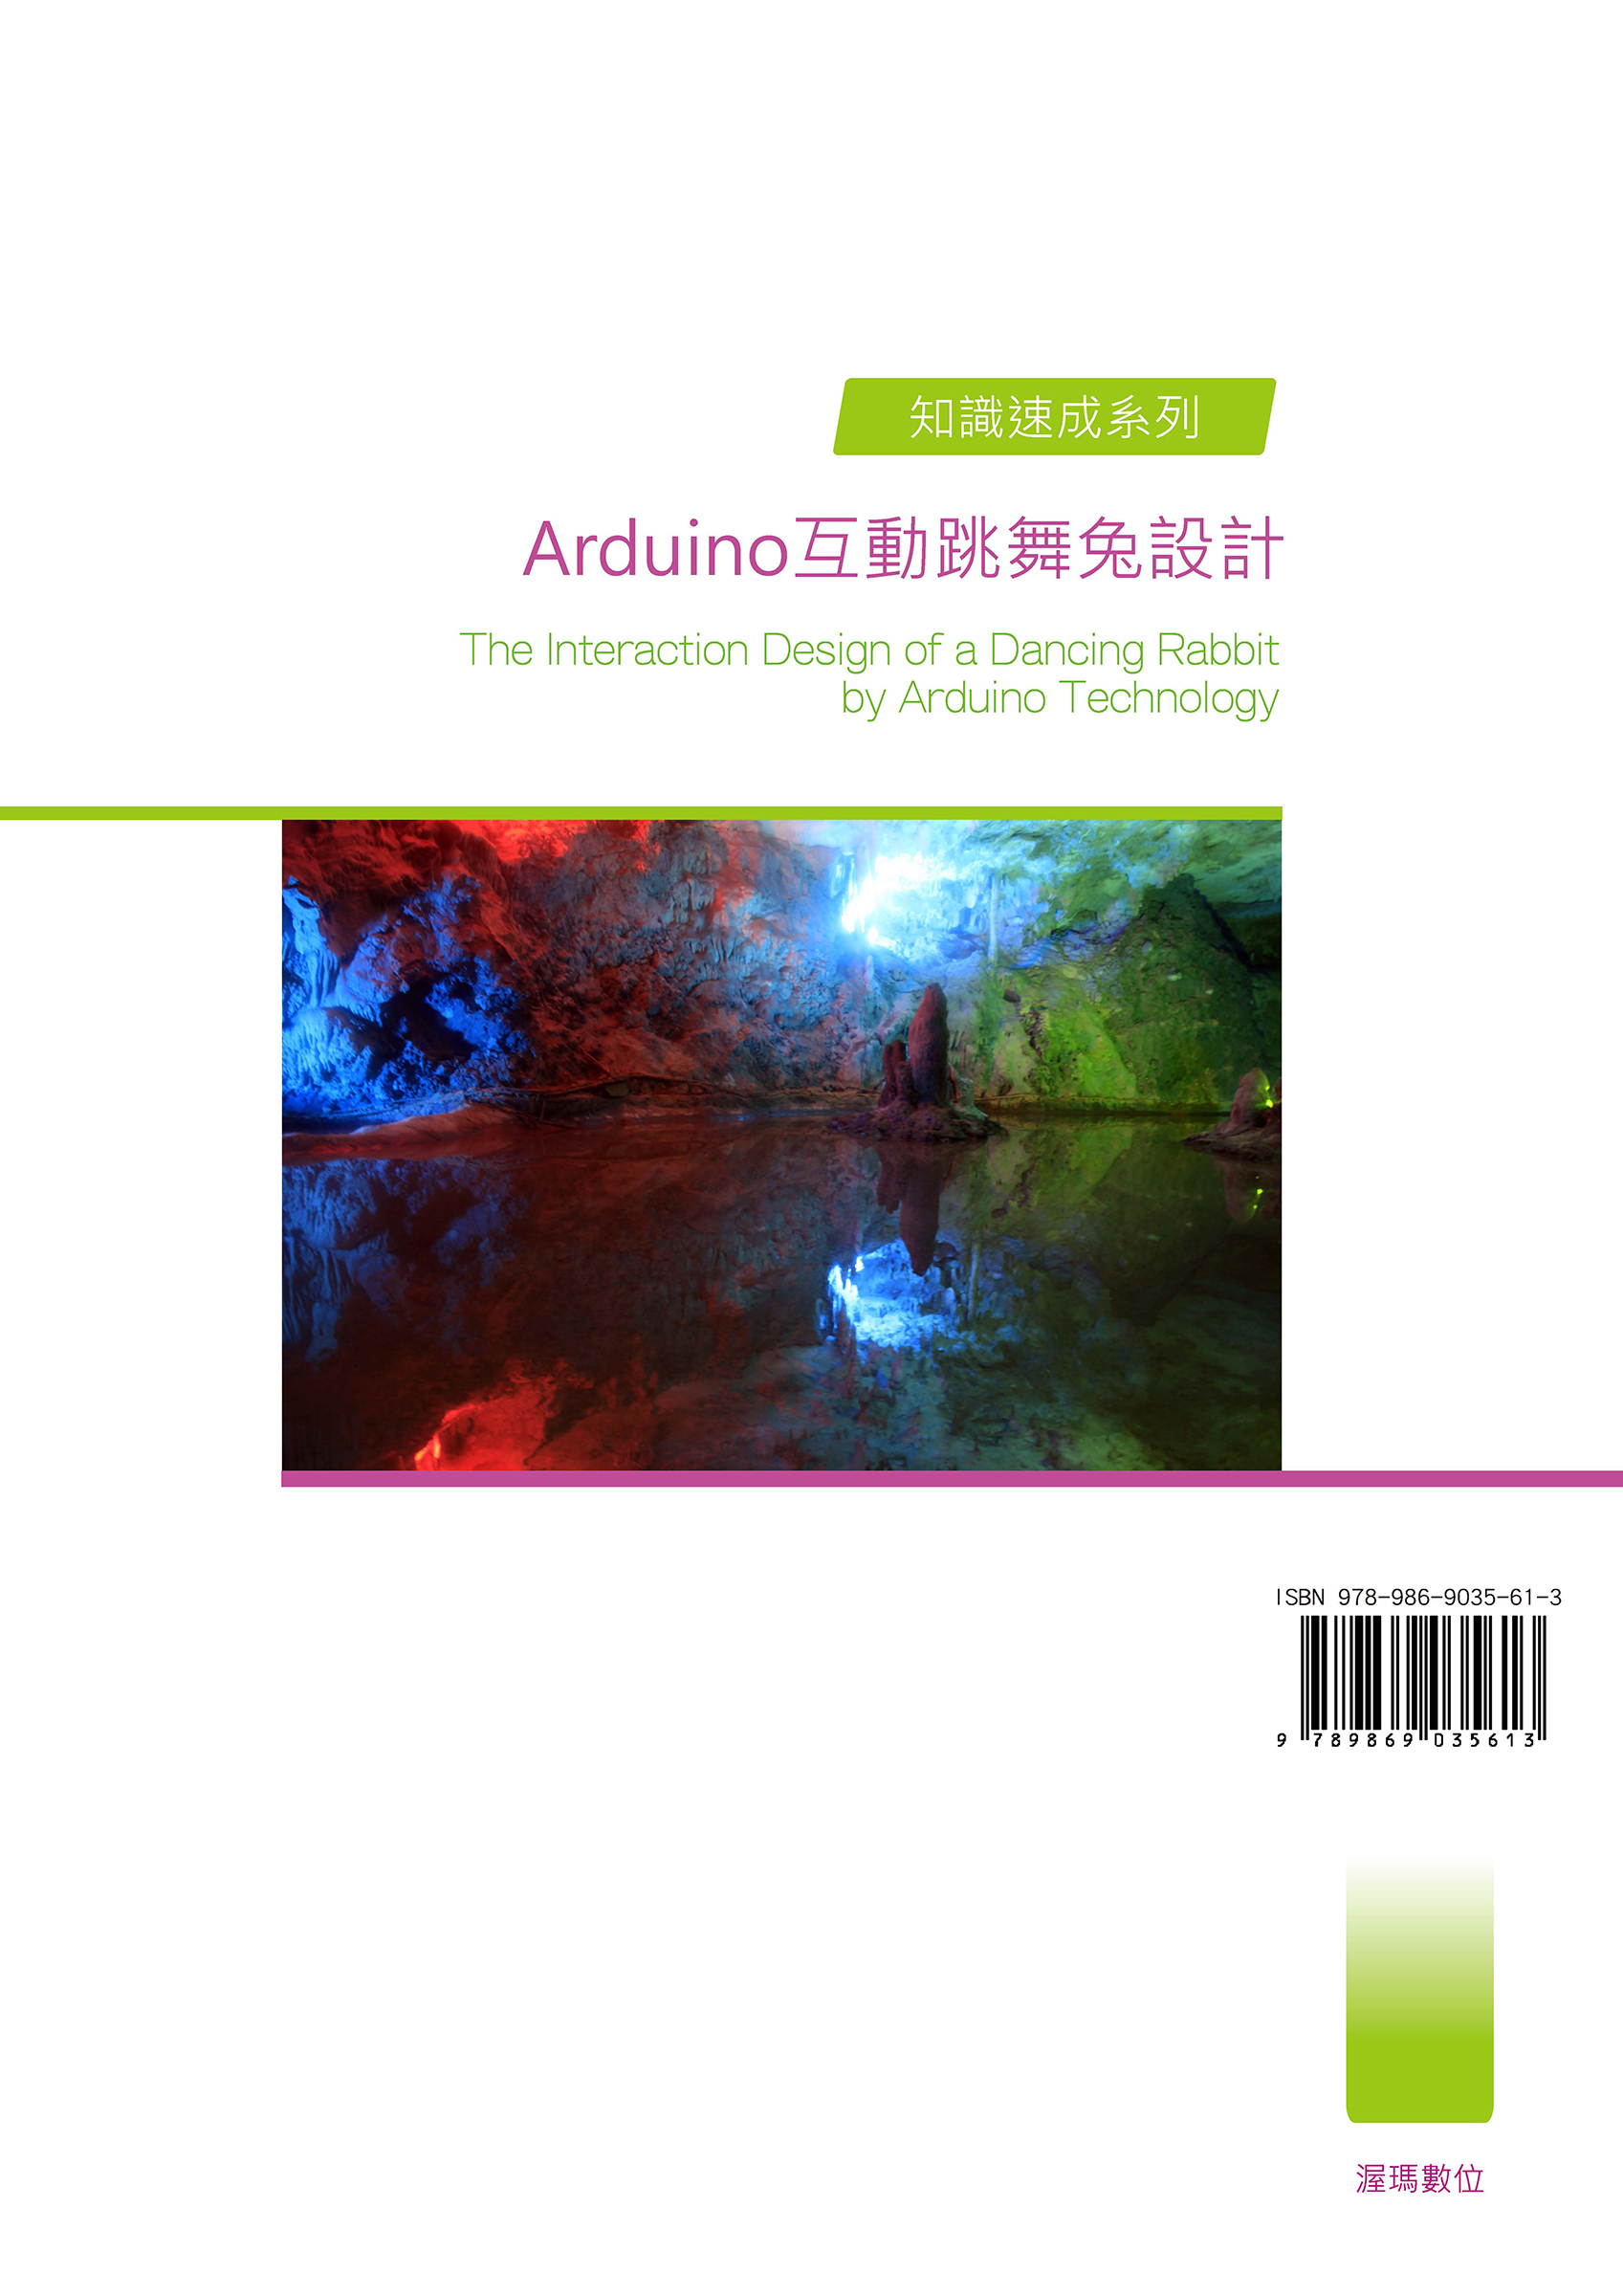 知識速成系列
Arduino互動跳舞兔設計
The Interaction Design of a Dancing Rabbit
by Arduino Technology
ISBN 978-986-9035-61-3
9 789869 035613
渥瑪數位